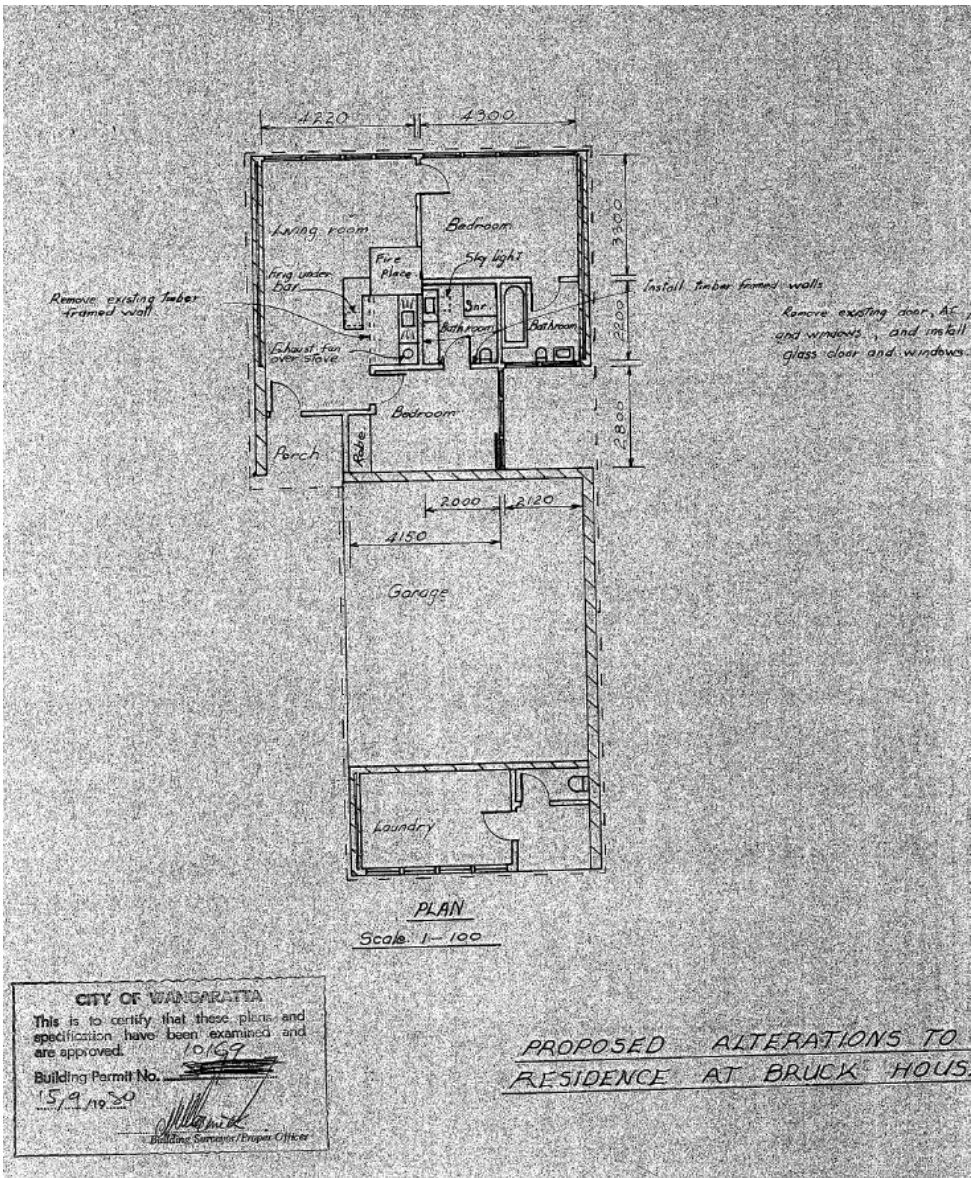 4220
4300
Living room
Bedroom
3300
Fire
Place
Sky light
Frig under
bar
Remove existing timber
framed wall
Install timber framed walls
Remove existing door, AC
and windows, and install
glass door and windows
Shr
Bathroom
Bathroom
2200
Exhaust fan
over stove
Bedroom
2800
Porch
Robe
2000
2120
4150
Garage
Laundry
PLAN
Scale 1-100
CITY OF WANGARATTA
This is to certify that these plans and
specification have been examined and
are approved.
10169
Building Permit No.
15/9/1980
Building Surveyor/Proper Officer
PROPOSED ALTERATIONS TO
RESIDENCE AT BRUCK HOUS